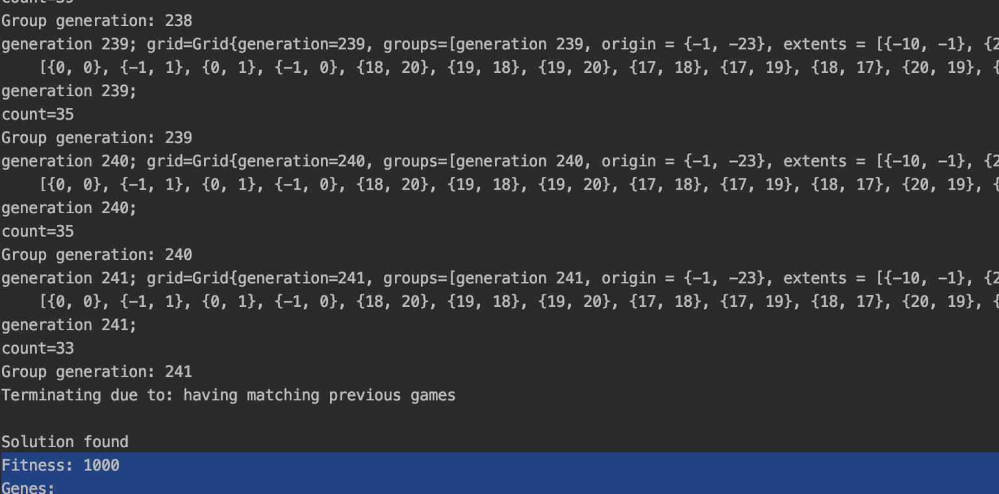 count=39
Group generation: 238
generation 239; grid=Grid{generation=239, groups=[generation 239, origin = {-1, -23}, extents = [{-10, -1}, {2
[{0, 0}, {-1, 1}, {0, 1}, {-1, 0}, {18, 20}, {19, 18}, {19, 20}, {17, 18}, {17, 19}, {18, 17}, {20, 19}, {
generation 239;
count=35
Group generation: 239
generation 240; grid=Grid{generation=240, groups=[generation 240, origin = {-1, -23}, extents = [{-10, -1}, {2
[{0, 0}, {-1, 1}, {0, 1}, {-1, 0}, {18, 20}, {19, 18}, {19, 20}, {17, 18}, {17, 19}, {18, 17}, {20, 19}, {
generation 240;
count=35
Group generation: 240
generation 241; grid=Grid{generation=241, groups=[generation 241, origin = {-1, -23}, extents = [{-10, -1}, {2
[{0, 0}, {-1, 1}, {0, 1}, {-1, 0}, {18, 20}, {19, 18}, {19, 20}, {17, 18}, {17, 19}, {18, 17}, {20, 19}, {
generation 241;
count=33
Group generation: 241
Terminating due to: having matching previous games
Solution found
Fitness: 1000
Genes: